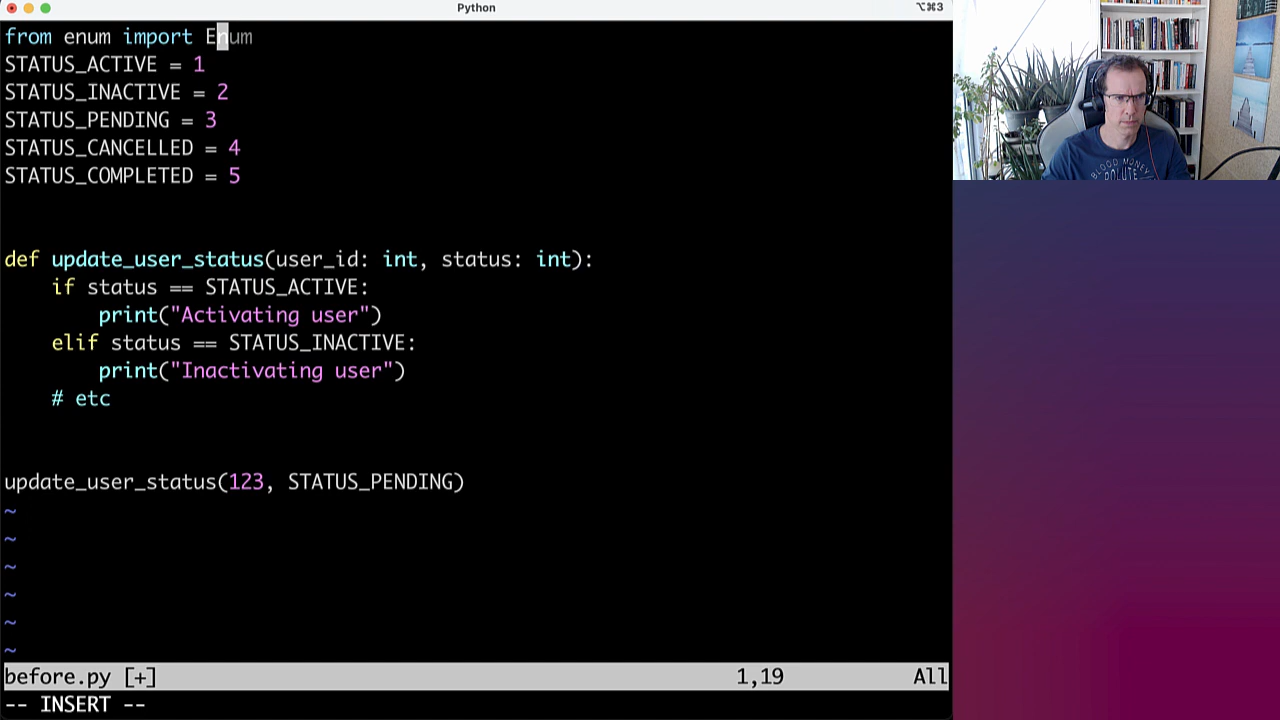 Python
⌥⌘3
from enum import Enum
STATUS_ACTIVE = 1
STATUS_INACTIVE = 2
STATUS_PENDING = 3
STATUS_CANCELLED = 4
STATUS_COMPLETED = 5
def update_user_status(user_id: int, status: int):
    if status == STATUS_ACTIVE:
        print("Activating user")
    elif status == STATUS_INACTIVE:
        print("Inactivating user")
    # etc
update_user_status(123, STATUS_PENDING)
~
~
~
~
~
~
before.py [+] 1,19 All
-- INSERT --
BLOOD MONEY